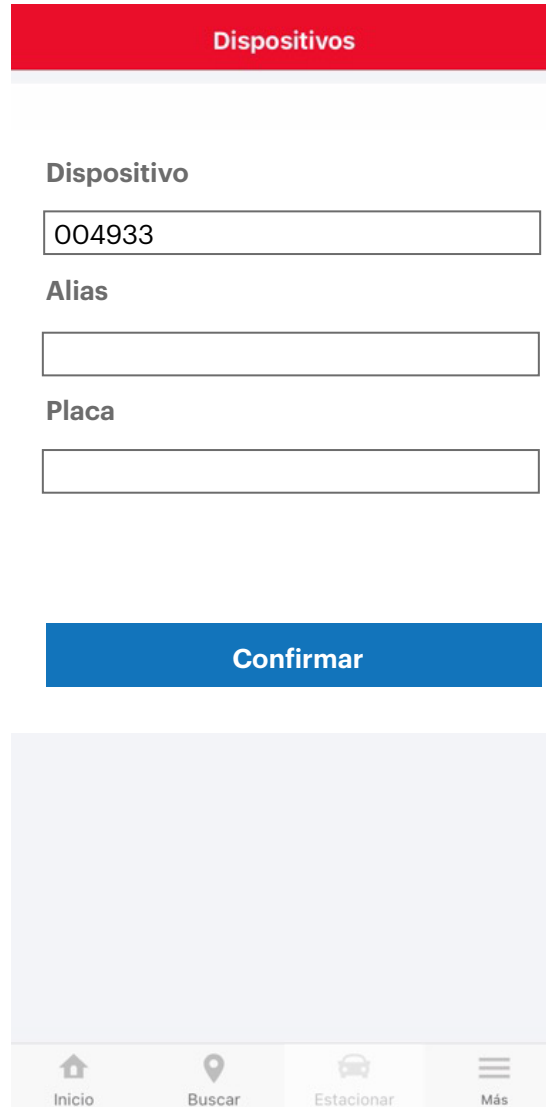 Dispositivos
Dispositivo
004933
Alias
Placa
Confirmar
Inicio Buscar Estacionar Más